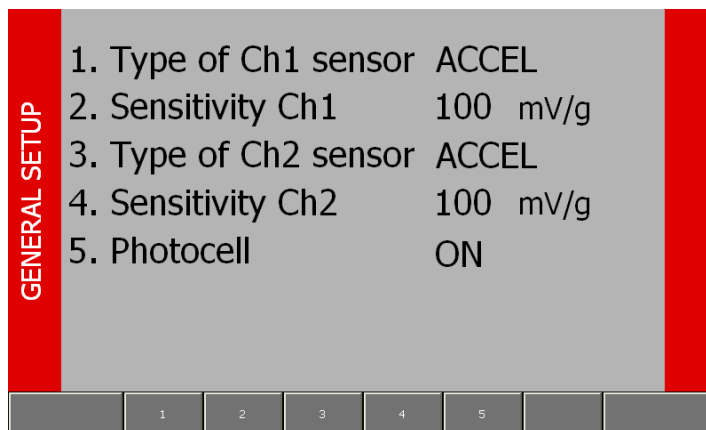 GENERAL SETUP
1. Type of Ch1 sensor ACCEL
2. Sensitivity Ch1 100 mV/g
3. Type of Ch2 sensor ACCEL
4. Sensitivity Ch2 100 mV/g
5. Photocell ON
1 2 3 4 5